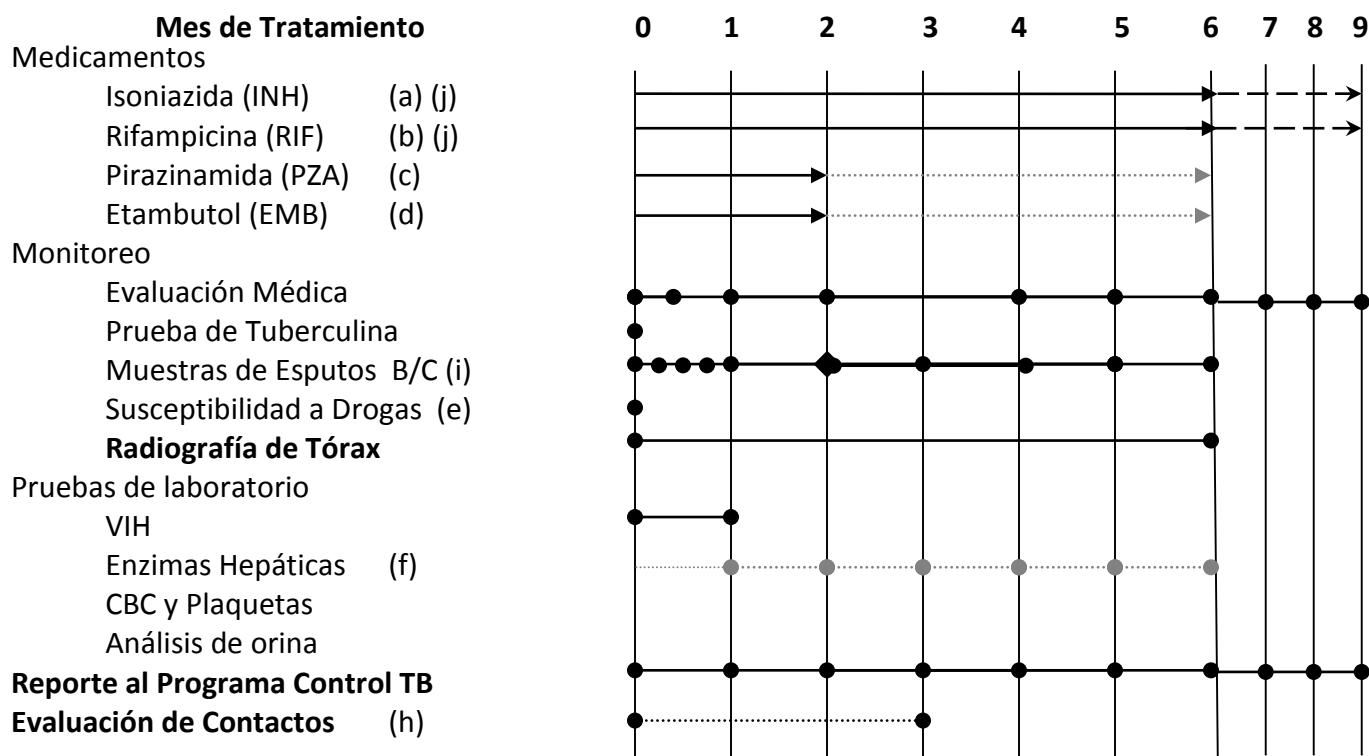 Mes de Tratamiento 0 1 2 3 4 5 6 7 8 9
Medicamentos
Isoniazida (INH) (a) (j)
Rifampicina (RIF) (b) (j)
Pirazinamida (PZA) (c)
Etambutol (EMB) (d)
Monitoreo
Evaluación Médica
Prueba de Tuberculina
Muestras de Esputos B/C (i)
Susceptibilidad a Drogas (e)
Radiografía de Tórax
Pruebas de laboratorio
VIH
Enzimas Hepáticas (f)
CBC y Plaquetas
Análisis de orina
Reporte al Programa Control TB
Evaluación de Contactos (h)